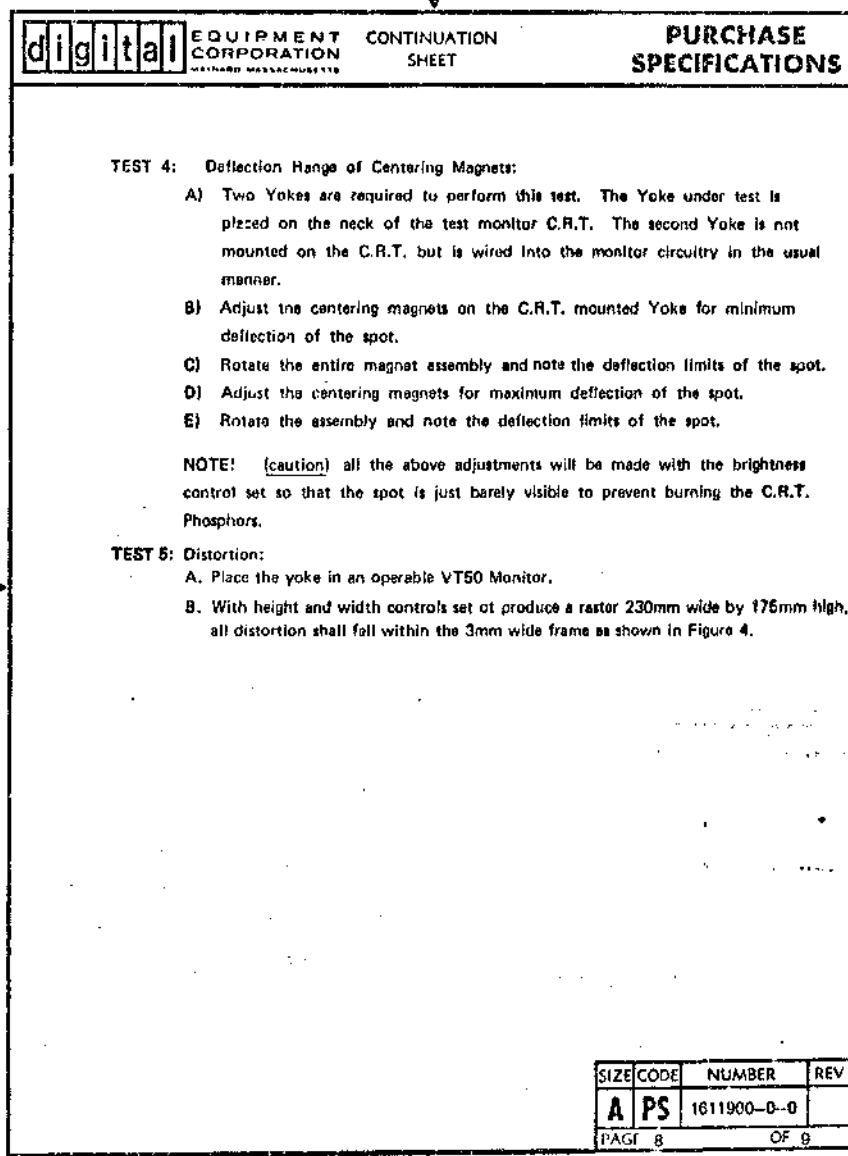 digital EQUIPMENT CORPORATION
MAYNARD MASSACHUSETTS
CONTINUATION SHEET
PURCHASE SPECIFICATIONS
TEST 4: Deflection Range of Centering Magnets:
A) Two Yokes are required to perform this test. The Yoke under test is
placed on the neck of the test monitor C.R.T. The second Yoke is not
mounted on the C.R.T. but is wired into the monitor circuitry in the usual
manner.
B) Adjust the centering magnets on the C.R.T. mounted Yoke for minimum
deflection of the spot.
C) Rotate the entire magnet assembly and note the deflection limits of the spot.
D) Adjust the centering magnets for maximum deflection of the spot.
E) Rotate the assembly and note the deflection limits of the spot.
NOTE! (caution) all the above adjustments will be made with the brightness
control set so that the spot is just barely visible to prevent burning the C.R.T.
Phosphors.
TEST 5: Distortion:
A. Place the yoke in an operable VT50 Monitor.
B. With height and width controls set ot produce a raster 230mm wide by 175mm high,
all distortion shall fall within the 3mm wide frame as shown in Figure 4.
SIZE CODE NUMBER REV
A PS 1611900-0--0
PAGE 8 OF 9